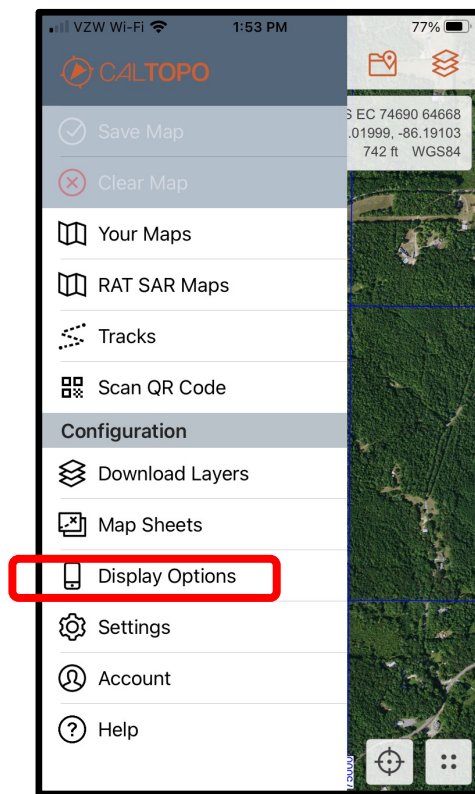 VZW Wi-Fi 1:53 PM 77%
CALTOPO
Save Map
Clear Map
Your Maps
RAT SAR Maps
Tracks
Scan QR Code
Configuration
Download Layers
Map Sheets
Display Options
Settings
Account
Help
EC 74690 64668
.01999, -86.19103
742 ft WGS84